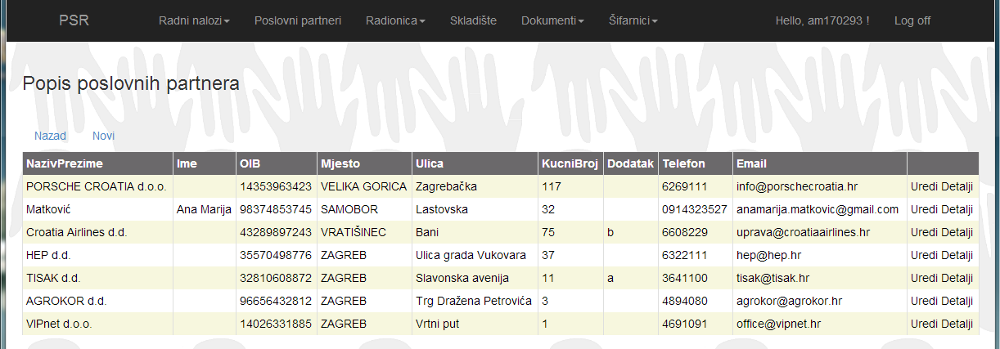 PSR Radni nalozi Poslovni partneri Radionica Skladište Dokumenti Šifarnici Hello, am170293 ! Log off
Popis poslovnih partnera
Nazad Novi
NazivPrezime Ime OIB Mjesto Ulica KucniBroj Dodatak Telefon Email
PORSCHE CROATIA d.o.o. 14353963423 VELIKA GORICA Zagrebačka 117 6269111 info@porschecroatia.hr Uredi Detalji
Matković Ana Marija 98374853745 SAMOBOR Lastovska 32 0914323527 anamarija.matkovic@gmail.com Uredi Detalji
Croatia Airlines d.d. 43289897243 VRATIŠINEC Bani 75 b 6608229 uprava@croatiaairlines.hr Uredi Detalji
HEP d.d. 35570498776 ZAGREB Ulica grada Vukovara 37 6322111 hep@hep.hr Uredi Detalji
TISAK d.d. 32810608872 ZAGREB Slavonska avenija 11 a 3641100 tisak@tisak.hr Uredi Detalji
AGROKOR d.d. 96656432812 ZAGREB Trg Dražena Petrovića 3 4894080 agrokor@agrokor.hr Uredi Detalji
VIPnet d.o.o. 14026331885 ZAGREB Vrtni put 1 4691091 office@vipnet.hr Uredi Detalji